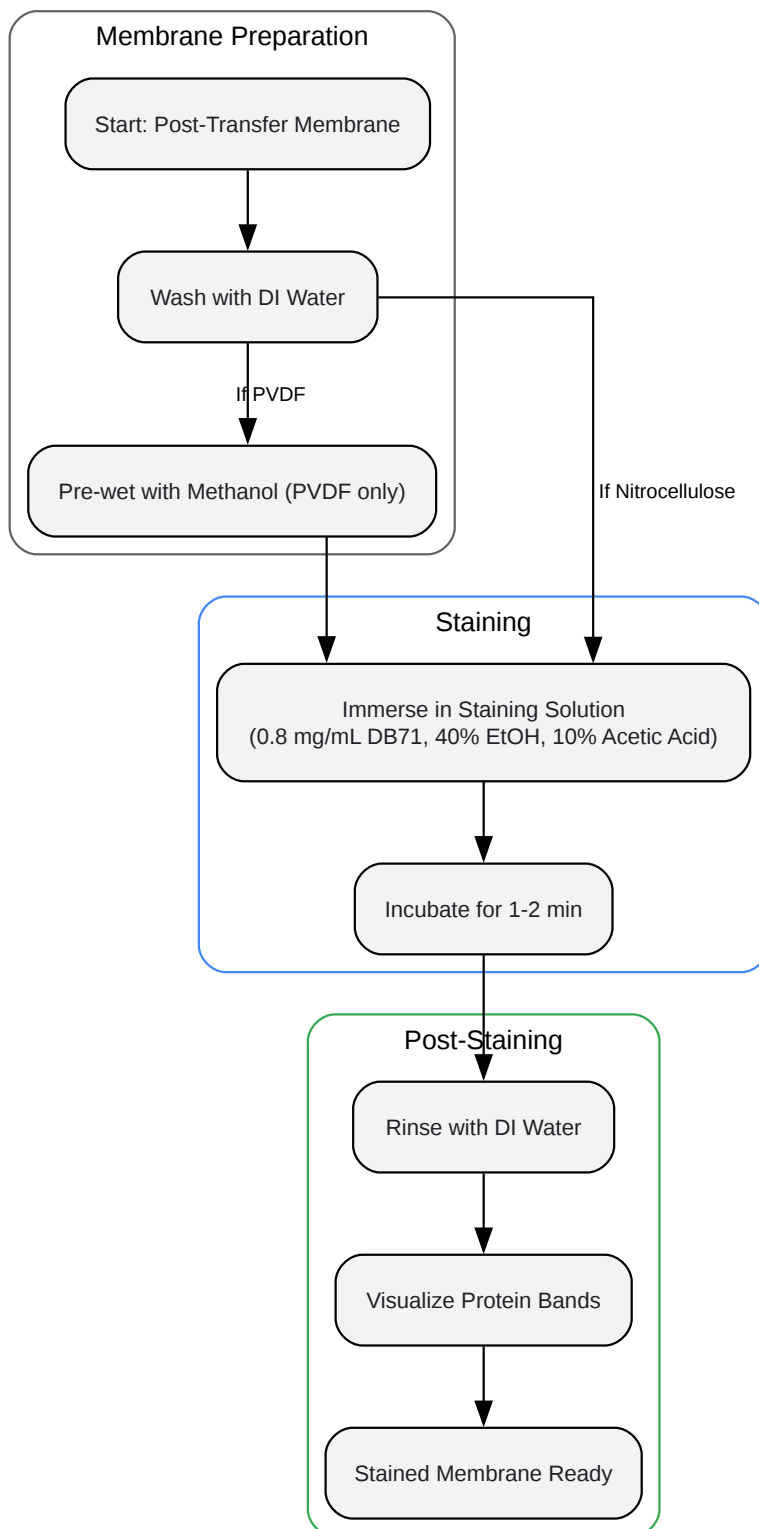 Membrane Preparation
Start: Post-Transfer Membrane
Wash with DI Water
If PVDF
Pre-wet with Methanol (PVDF only)
If Nitrocellulose
Staining
Immerse in Staining Solution
(0.8 mg/mL DB71, 40% EtOH, 10% Acetic Acid)
Incubate for 1-2 min
Post-Staining
Rinse with DI Water
Visualize Protein Bands
Stained Membrane Ready